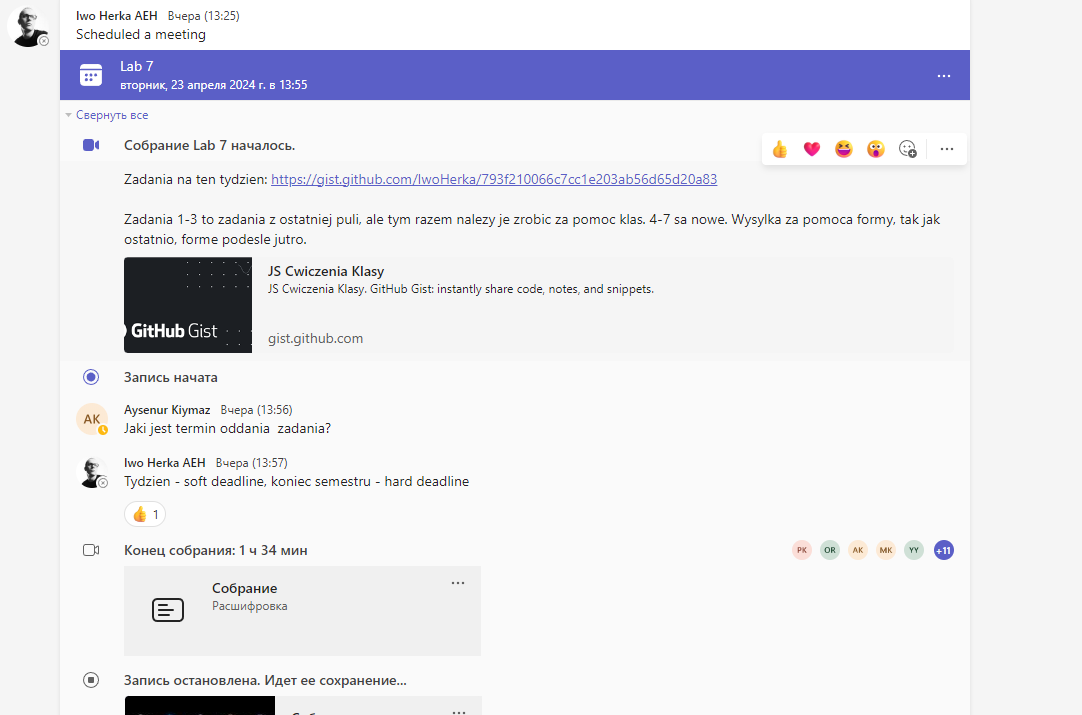 Iwo Herka AEH Вчера (13:25)
Scheduled a meeting
Lab 7
вторник, 23 апреля 2024 г. в 13:55
Свернуть все
Собрание Lab 7 началось.
Zadania na ten tydzien: https://gist.github.com/IwoHerka/793f210066c7cc1e203ab56d65d20a83
Zadania 1-3 to zadania z ostatniej puli, ale tym razem nalezy je zrobic za pomoc klas. 4-7 sa nowe. Wysylka za pomoca formy, tak jak
ostatnio, forme podesle jutro.
JS Cwiczenia Klasy
JS Cwiczenia Klasy. GitHub Gist: instantly share code, notes, and snippets.
GitHub Gist
gist.github.com
Запись начата
Aysenur Kiymaz Вчера (13:56)
AK
Jaki jest termin oddania zadania?
Iwo Herka AEH Вчера (13:57)
Tydzien - soft deadline, koniec semestru - hard deadline
1
Конец собрания: 1 ч 34 мин
PK OR AK MK YY +11
Собрание
Расшифровка
Запись остановлена. Идет ее сохранение...